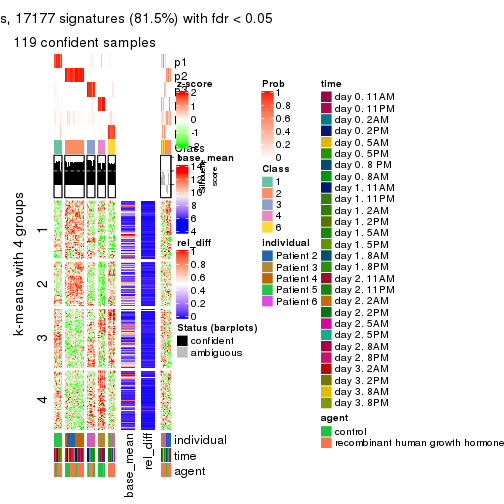 s, 17177 signatures (81.5%) with fdr < 0.05
119 confident samples
p1
p2
z-score
2
1
0
Class
base_mean
14
12
10
8
6
4
Silhouette
score
rel_diff
1
0.8
0.6
0.4
0.2
0
Status (barplots)
confident
ambiguous
Prob
1
0.8
0.6
0.4
0.2
0
Class
1
2
3
4
6
individual
Patient 2
Patient 3
Patient 4
Patient 5
Patient 6
time
day 0. 11AM
day 0. 11PM
day 0. 2AM
day 0. 2PM
day 0. 5AM
day 0. 5PM
day 0. 8 PM
day 0. 8AM
day 1. 11AM
day 1. 11PM
day 1. 2AM
day 1. 2PM
day 1. 5AM
day 1. 5PM
day 1. 8AM
day 1. 8PM
day 2. 11AM
day 2. 11PM
day 2. 2AM
day 2. 2PM
day 2. 5AM
day 2. 5PM
day 2. 8AM
day 2. 8PM
day 3. 2AM
day 3. 2PM
day 3. 8AM
day 3. 8PM
agent
control
recombinant human growth hormone
k-means with 4 groups
1
2
3
4
base_mean
rel_diff
individual
time
agent